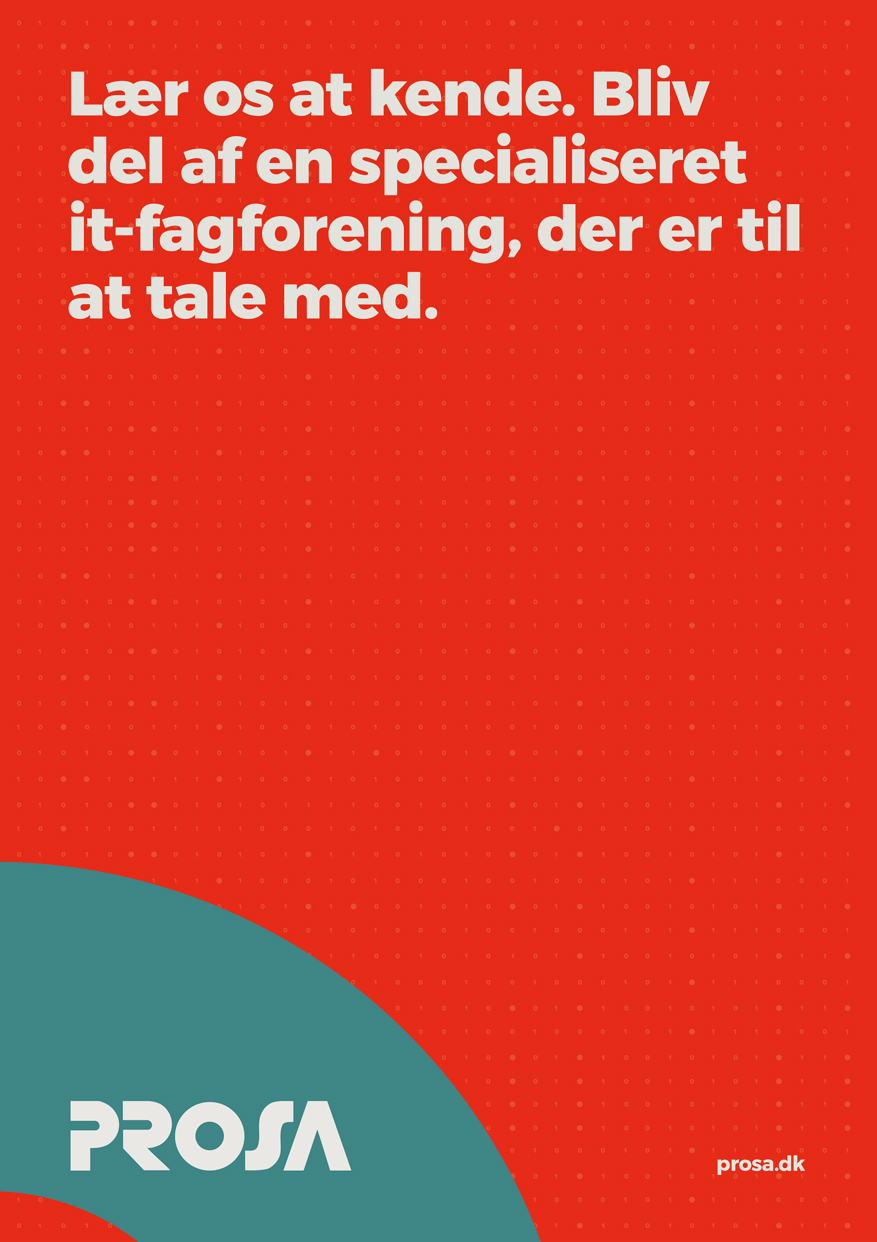 Lær os at kende. Bliv
del af en specialiseret
it-fagforening, der er til
at tale med.
PROSA
prosa.dk